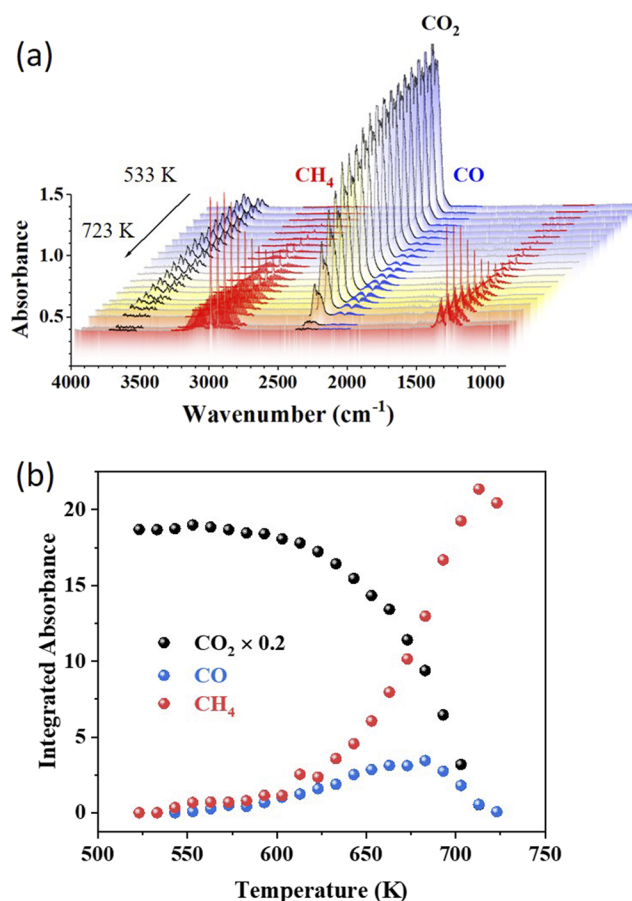 (a)
CO₂
533 K
CH₄
CO
723 K
1.5
1.0
0.5
Absorbance
4000 3500 3000 2500 2000 1500 1000
Wavenumber (cm⁻¹)
(b)
20
15
10
5
0
Integrated Absorbance
CO₂ × 0.2
CO
CH₄
500 550 600 650 700 750
Temperature (K)